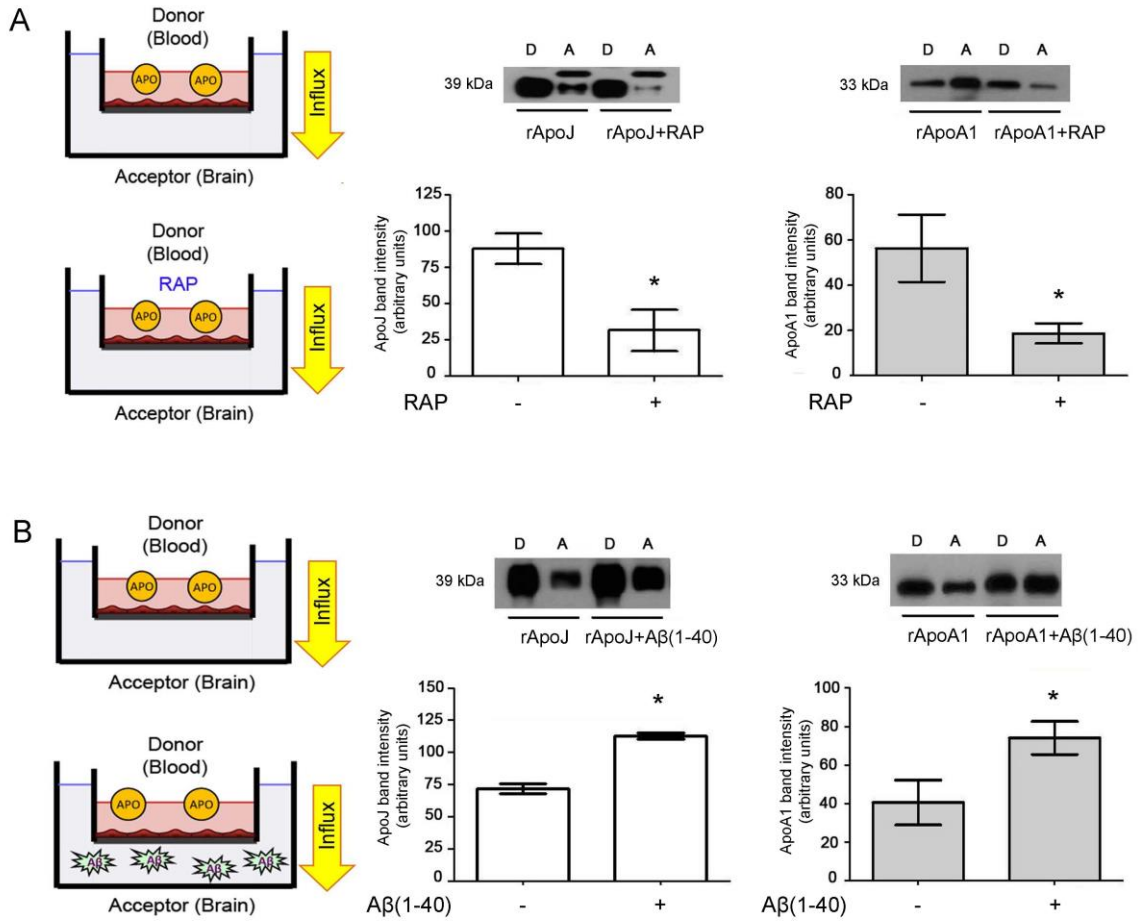 A
Donor
(Blood)
APO APO
Influx
Acceptor (Brain)
Donor
(Blood)
RAP
APO APO
Influx
Acceptor (Brain)
D A D A
39 kDa
rApoJ rApoJ+RAP
ApoJ band intensity
(arbitrary units)
125
100
75
50
25
0
RAP - +
*
D A D A
33 kDa
rApoA1 rApoA1+RAP
ApoA1 band intensity
(arbitrary units)
80
60
40
20
0
RAP - +
*
B
Donor
(Blood)
APO APO
Influx
Acceptor (Brain)
Donor
(Blood)
APO APO
Aβ Aβ Aβ Aβ
Influx
Acceptor (Brain)
D A D A
39 kDa
rApoJ rApoJ+Aβ(1-40)
ApoJ band intensity
(arbitrary units)
150
125
100
75
50
25
0
Aβ(1-40) - +
*
D A D A
33 kDa
rApoA1 rApoA1+Aβ(1-40)
ApoA1 band intensity
(arbitrary units)
100
80
60
40
20
0
Aβ(1-40) - +
*